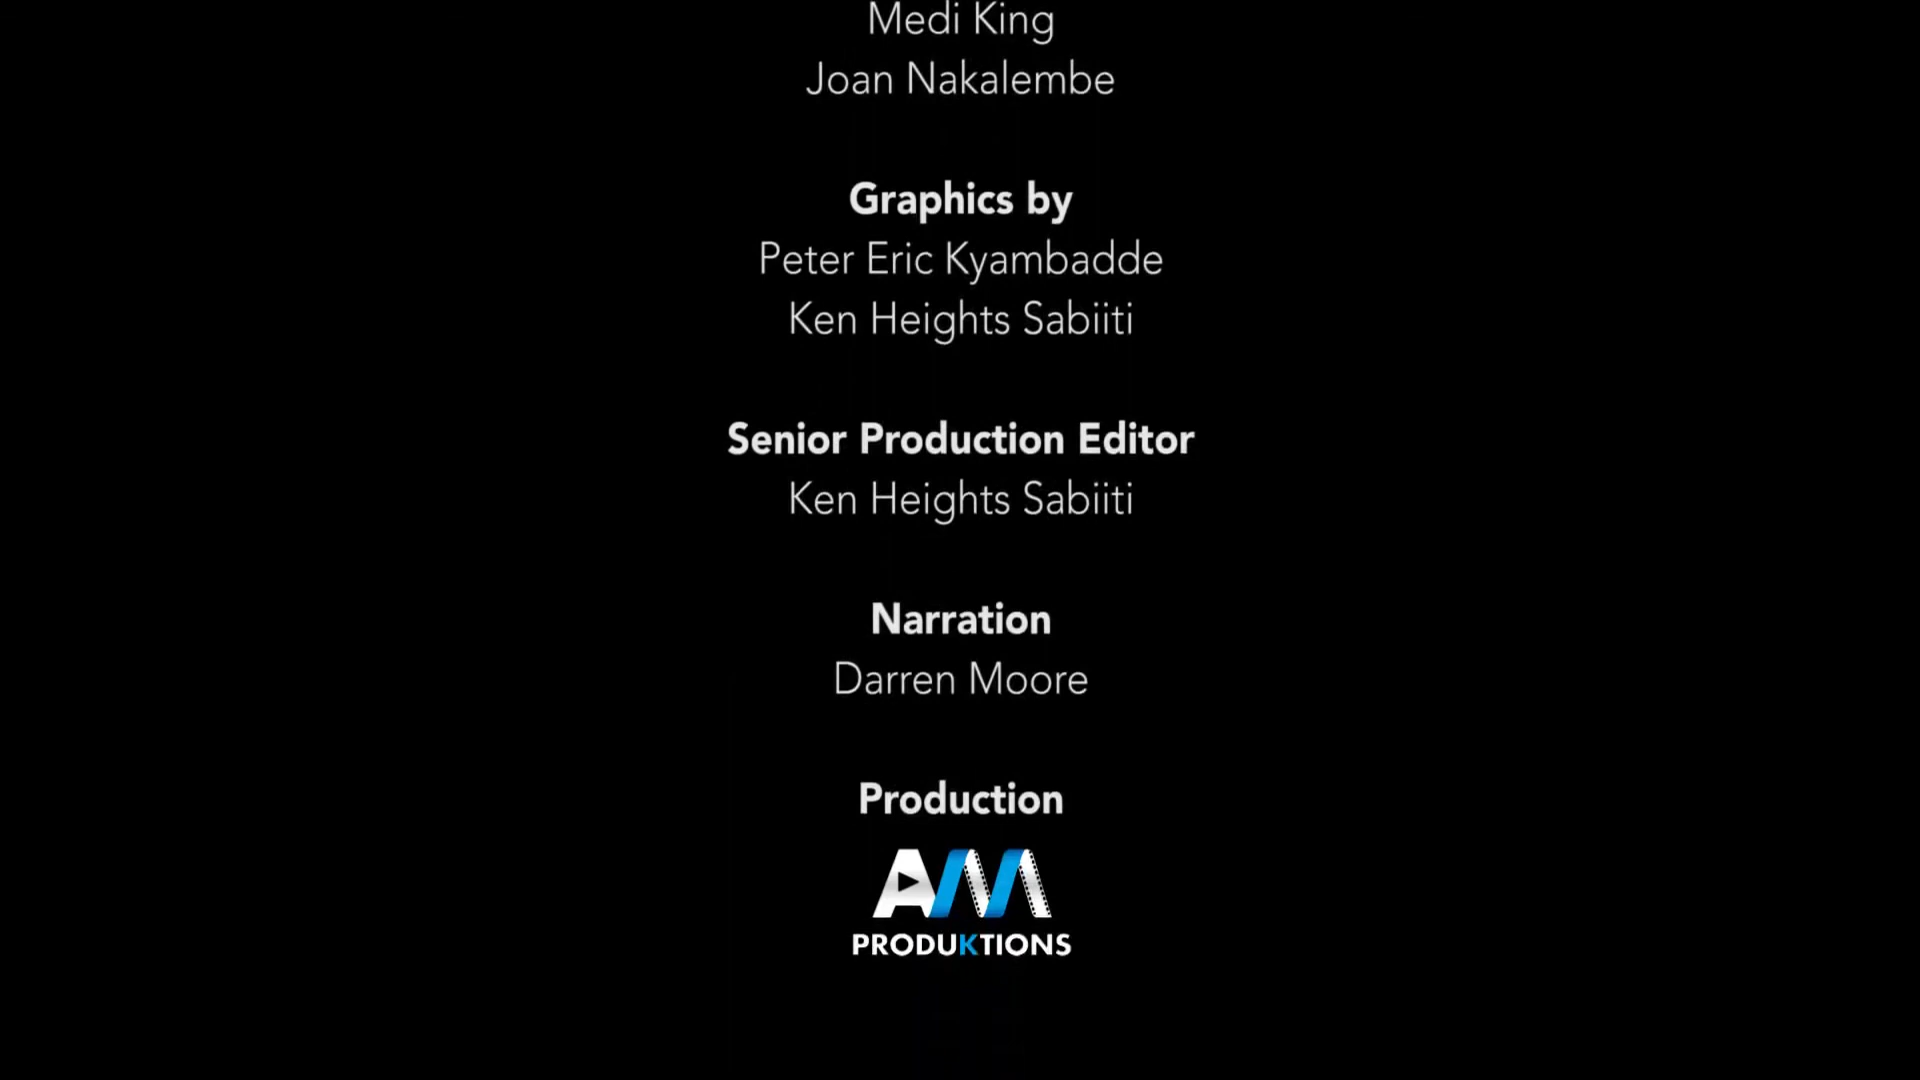 Medi King
Joan Nakalembe
Graphics by
Peter Eric Kyambadde
Ken Heights Sabiiti
Senior Production Editor
Ken Heights Sabiiti
Narration
Darren Moore
Production
AM
PRODUKTIONS